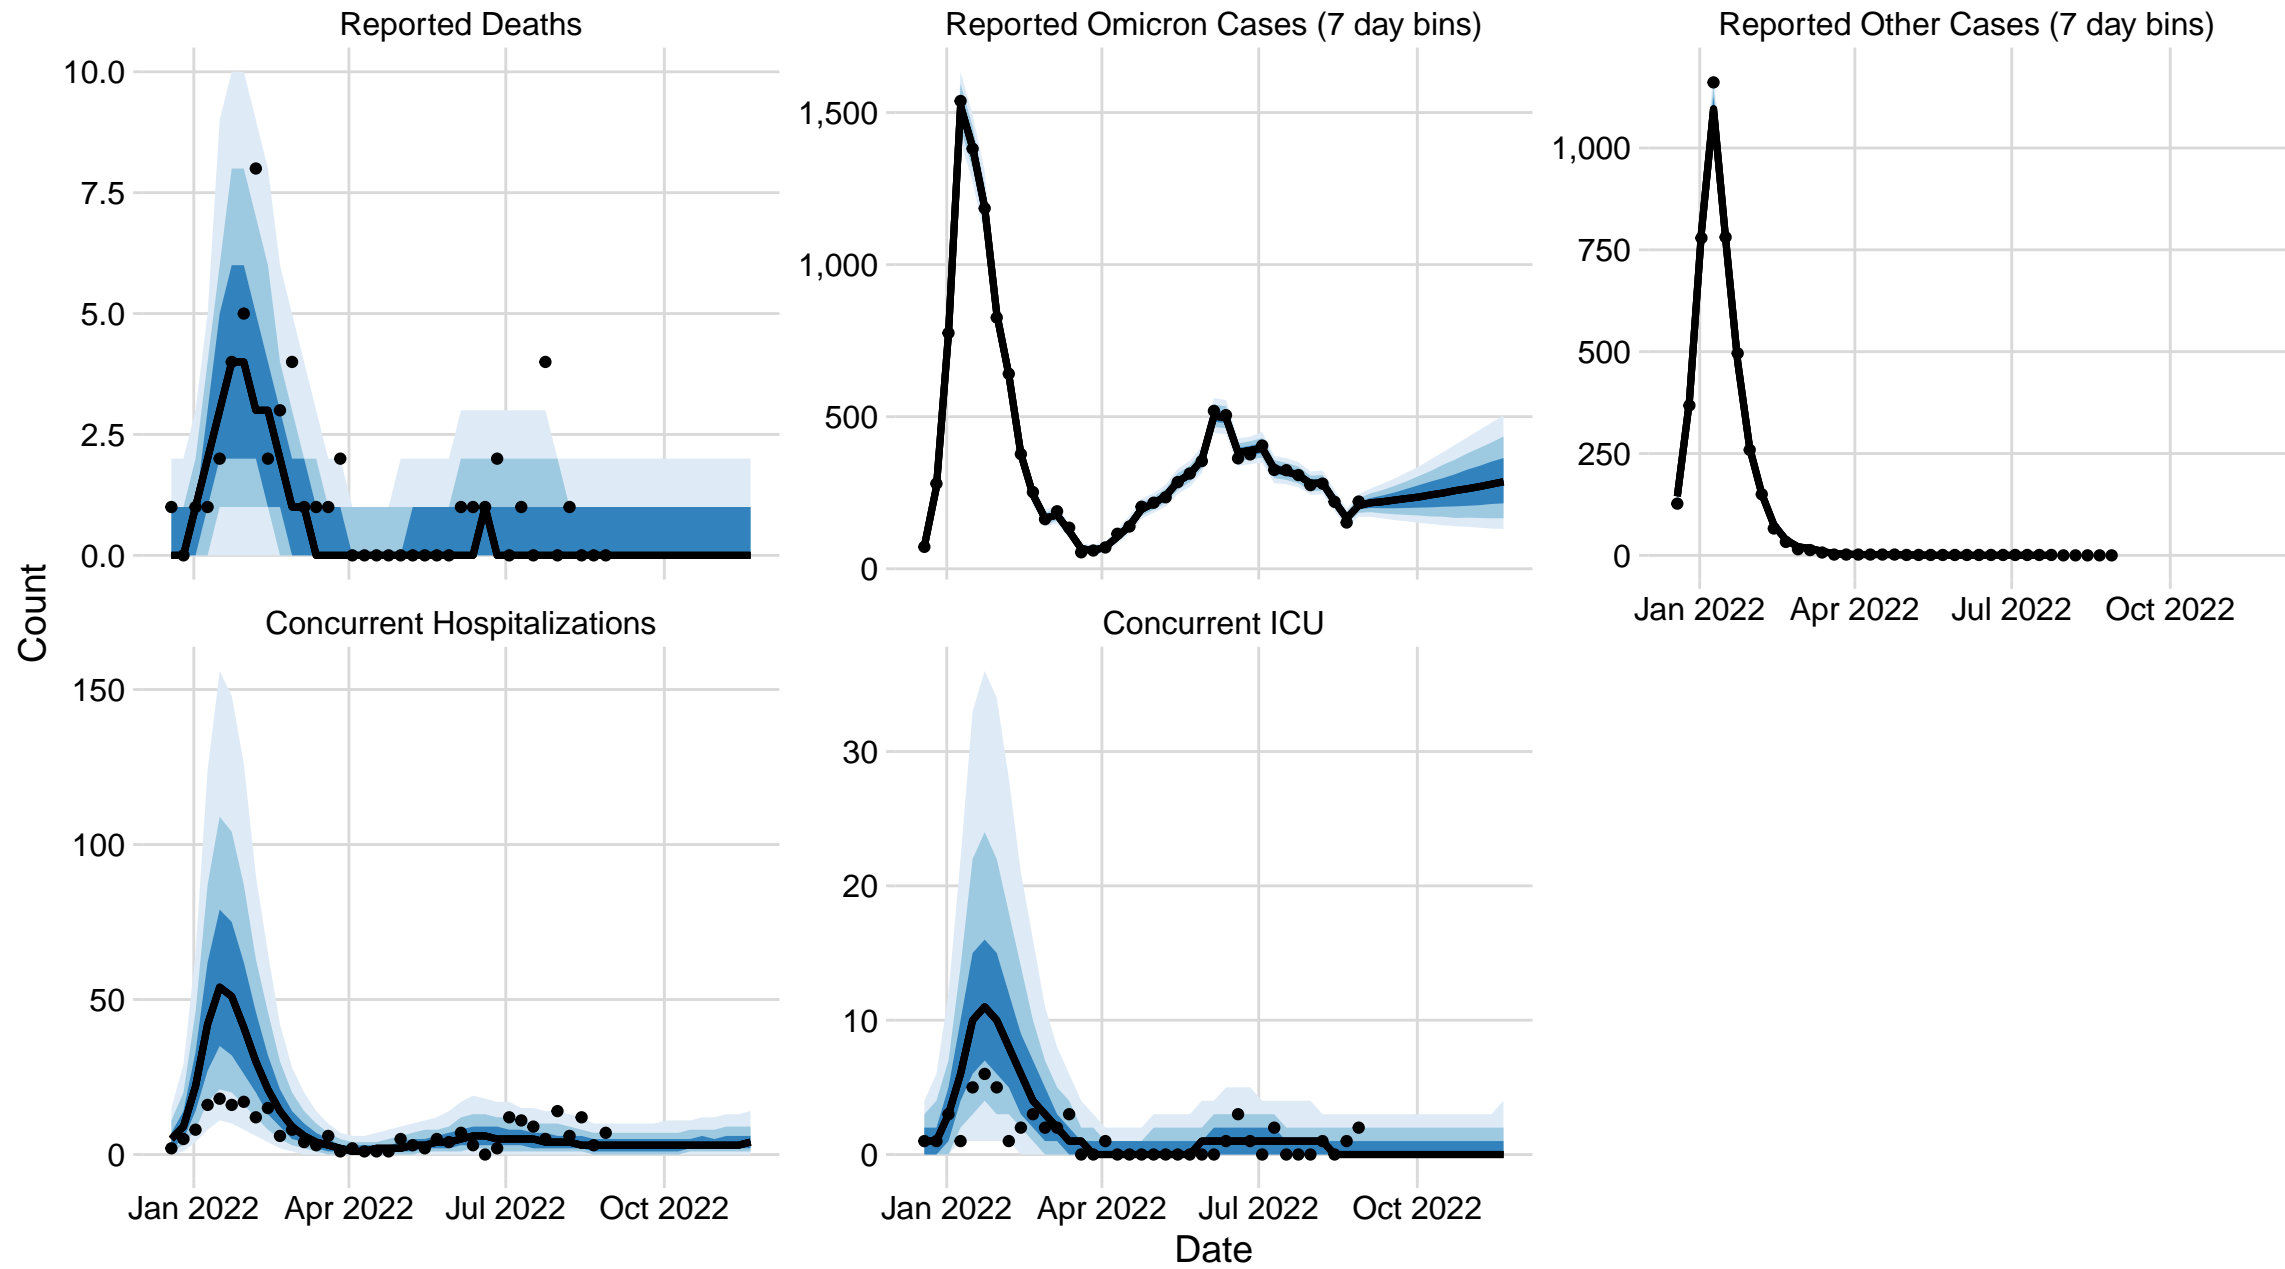 Reported Deaths
Reported Omicron Cases (7 day bins)
Reported Other Cases (7 day bins)
10.0
7.5
5.0
2.5
0.0
1,500
1,000
500
0
1,000
750
500
250
0
Jan 2022 Apr 2022 Jul 2022 Oct 2022
Count
Concurrent Hospitalizations
Concurrent ICU
150
100
50
0
30
20
10
0
Jan 2022 Apr 2022 Jul 2022 Oct 2022
Jan 2022 Apr 2022 Jul 2022 Oct 2022
Date